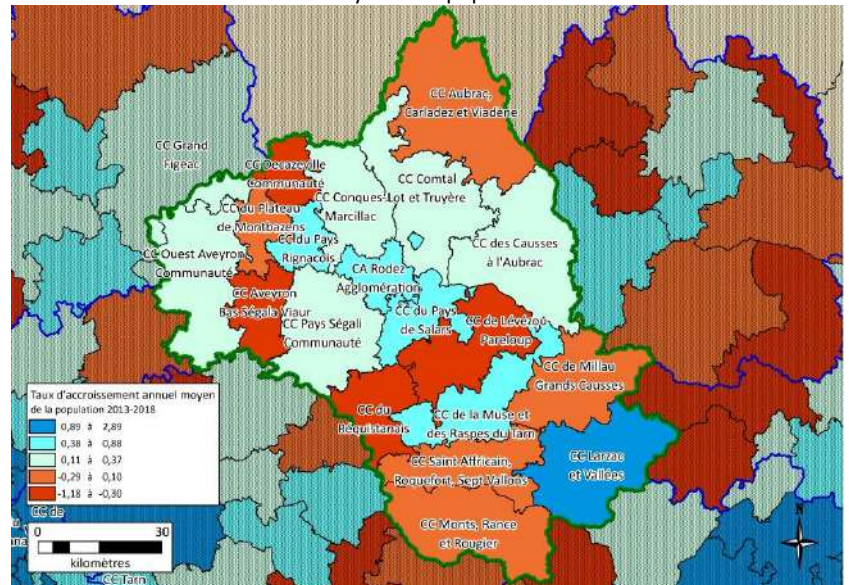 CC Aubrac,
Carladez et Viadène
CC Grand
Figeac
CC Decazeville
Communauté
CC Comtal
Lot et Truyère
CC Conques-
Marcillac
CC du Plateau
de Montbazens
CC du Pays
Rignacois
CC des Causses
à l'Aubrac
CC Ouest Aveyron
Communauté
CA Rodez
Agglomération
CC Aveyron
Bas Ségala Viaur
CC Pays Ségali
Communauté
CC du Pays
de Salars
CC de Lévézou
Pareloup
CC de Millau
Grands Causses
CC du
Réquistanais
CC de la Muse et
des Raspes du Tarn
CC Saint Affricain,
Roquefort, Sept Vallons
CC Larzac
et Vallées
CC Monts, Rance
et Rougier
Taux d'accroissement annuel moyen
de la population 2013-2018
0,89 à 2,89
0,38 à 0,88
0,11 à 0,37
-0,29 à 0,10
-1,18 à -0,30
CC de
0 30
kilomètres
CC Tarn
N